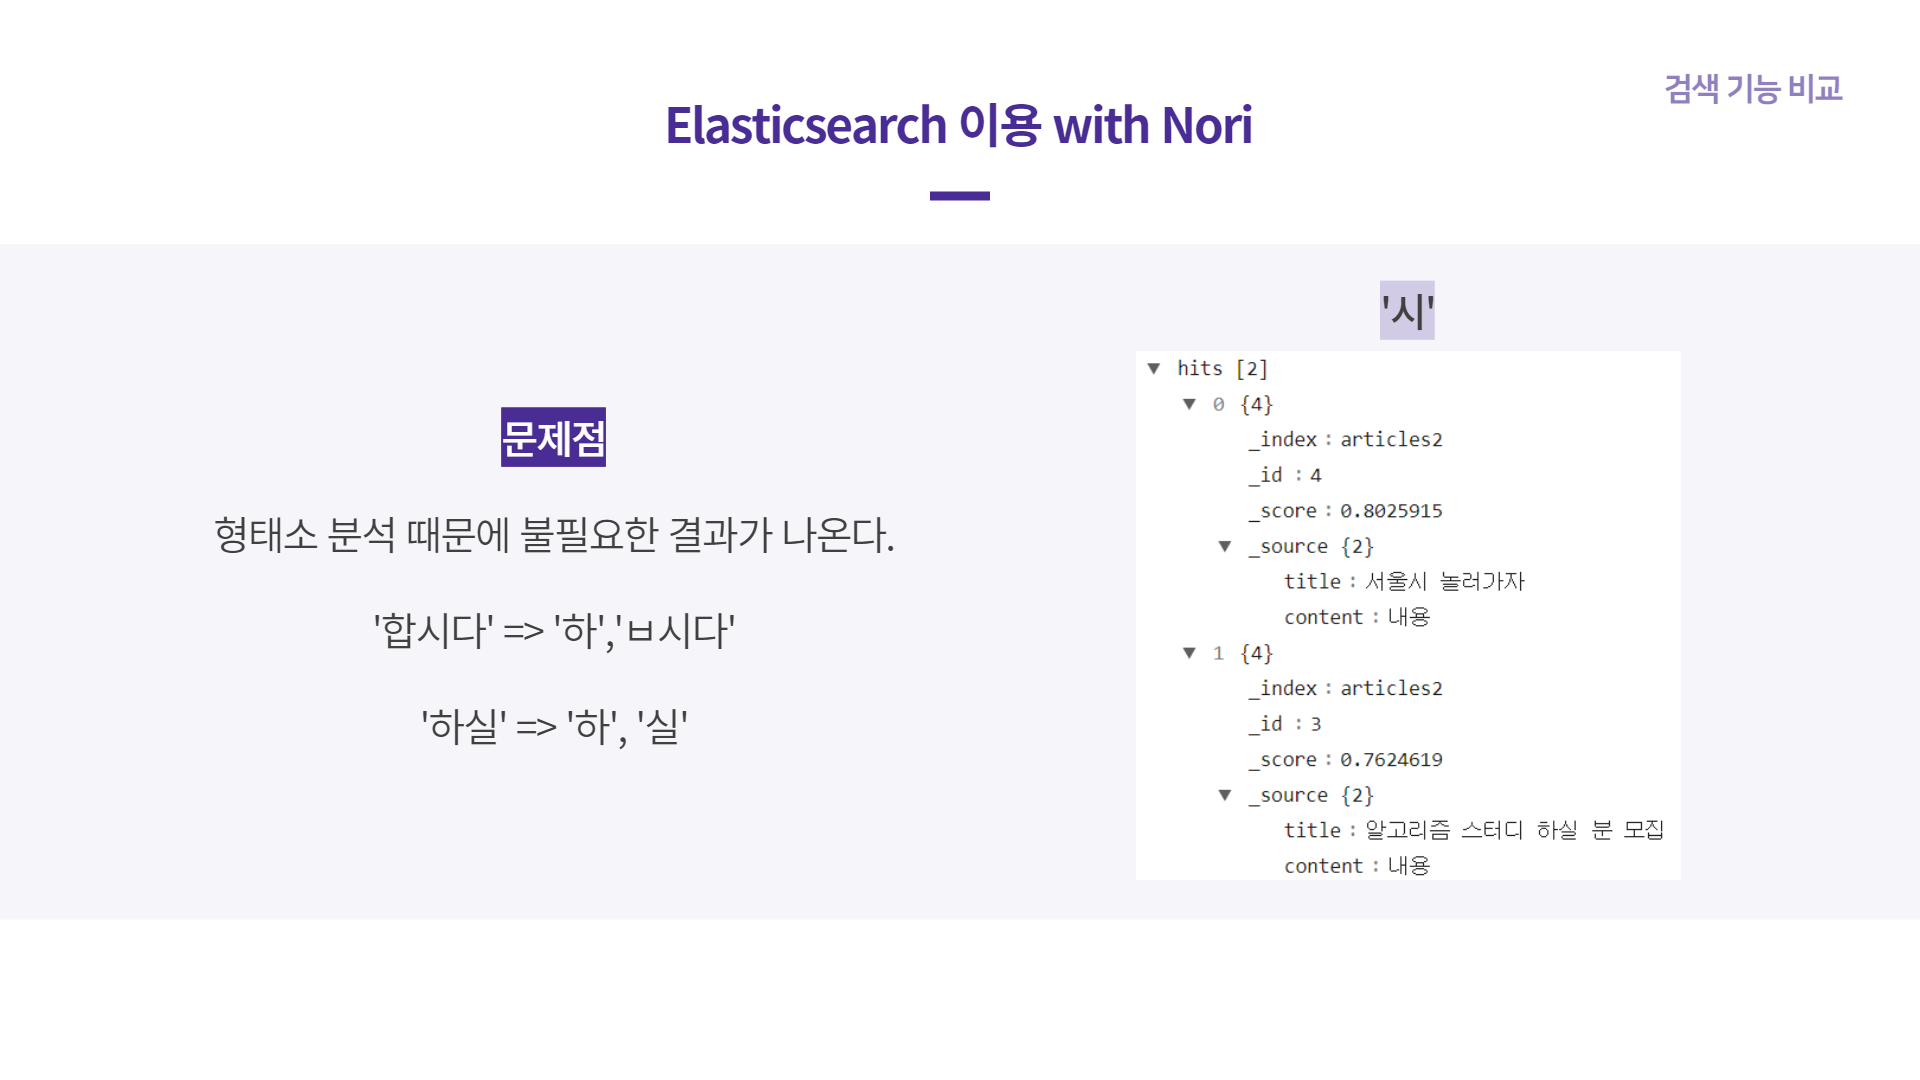 검색 기능 비교
Elasticsearch 이용 with Nori
문제점
형태소 분석 때문에 불필요한 결과가 나온다.
'합시다' => '하','ㅂ시다'
'하실' => '하', '실'
'시'
▼ hits [2]
▼ 0 {4}
_index : articles2
_id : 4
_score : 0.8025915
▼ _source {2}
title : 서울시 놀러가자
content : 내용
▼ 1 {4}
_index : articles2
_id : 3
_score : 0.7624619
▼ _source {2}
title : 알고리즘 스터디 하실 분 모집
content : 내용